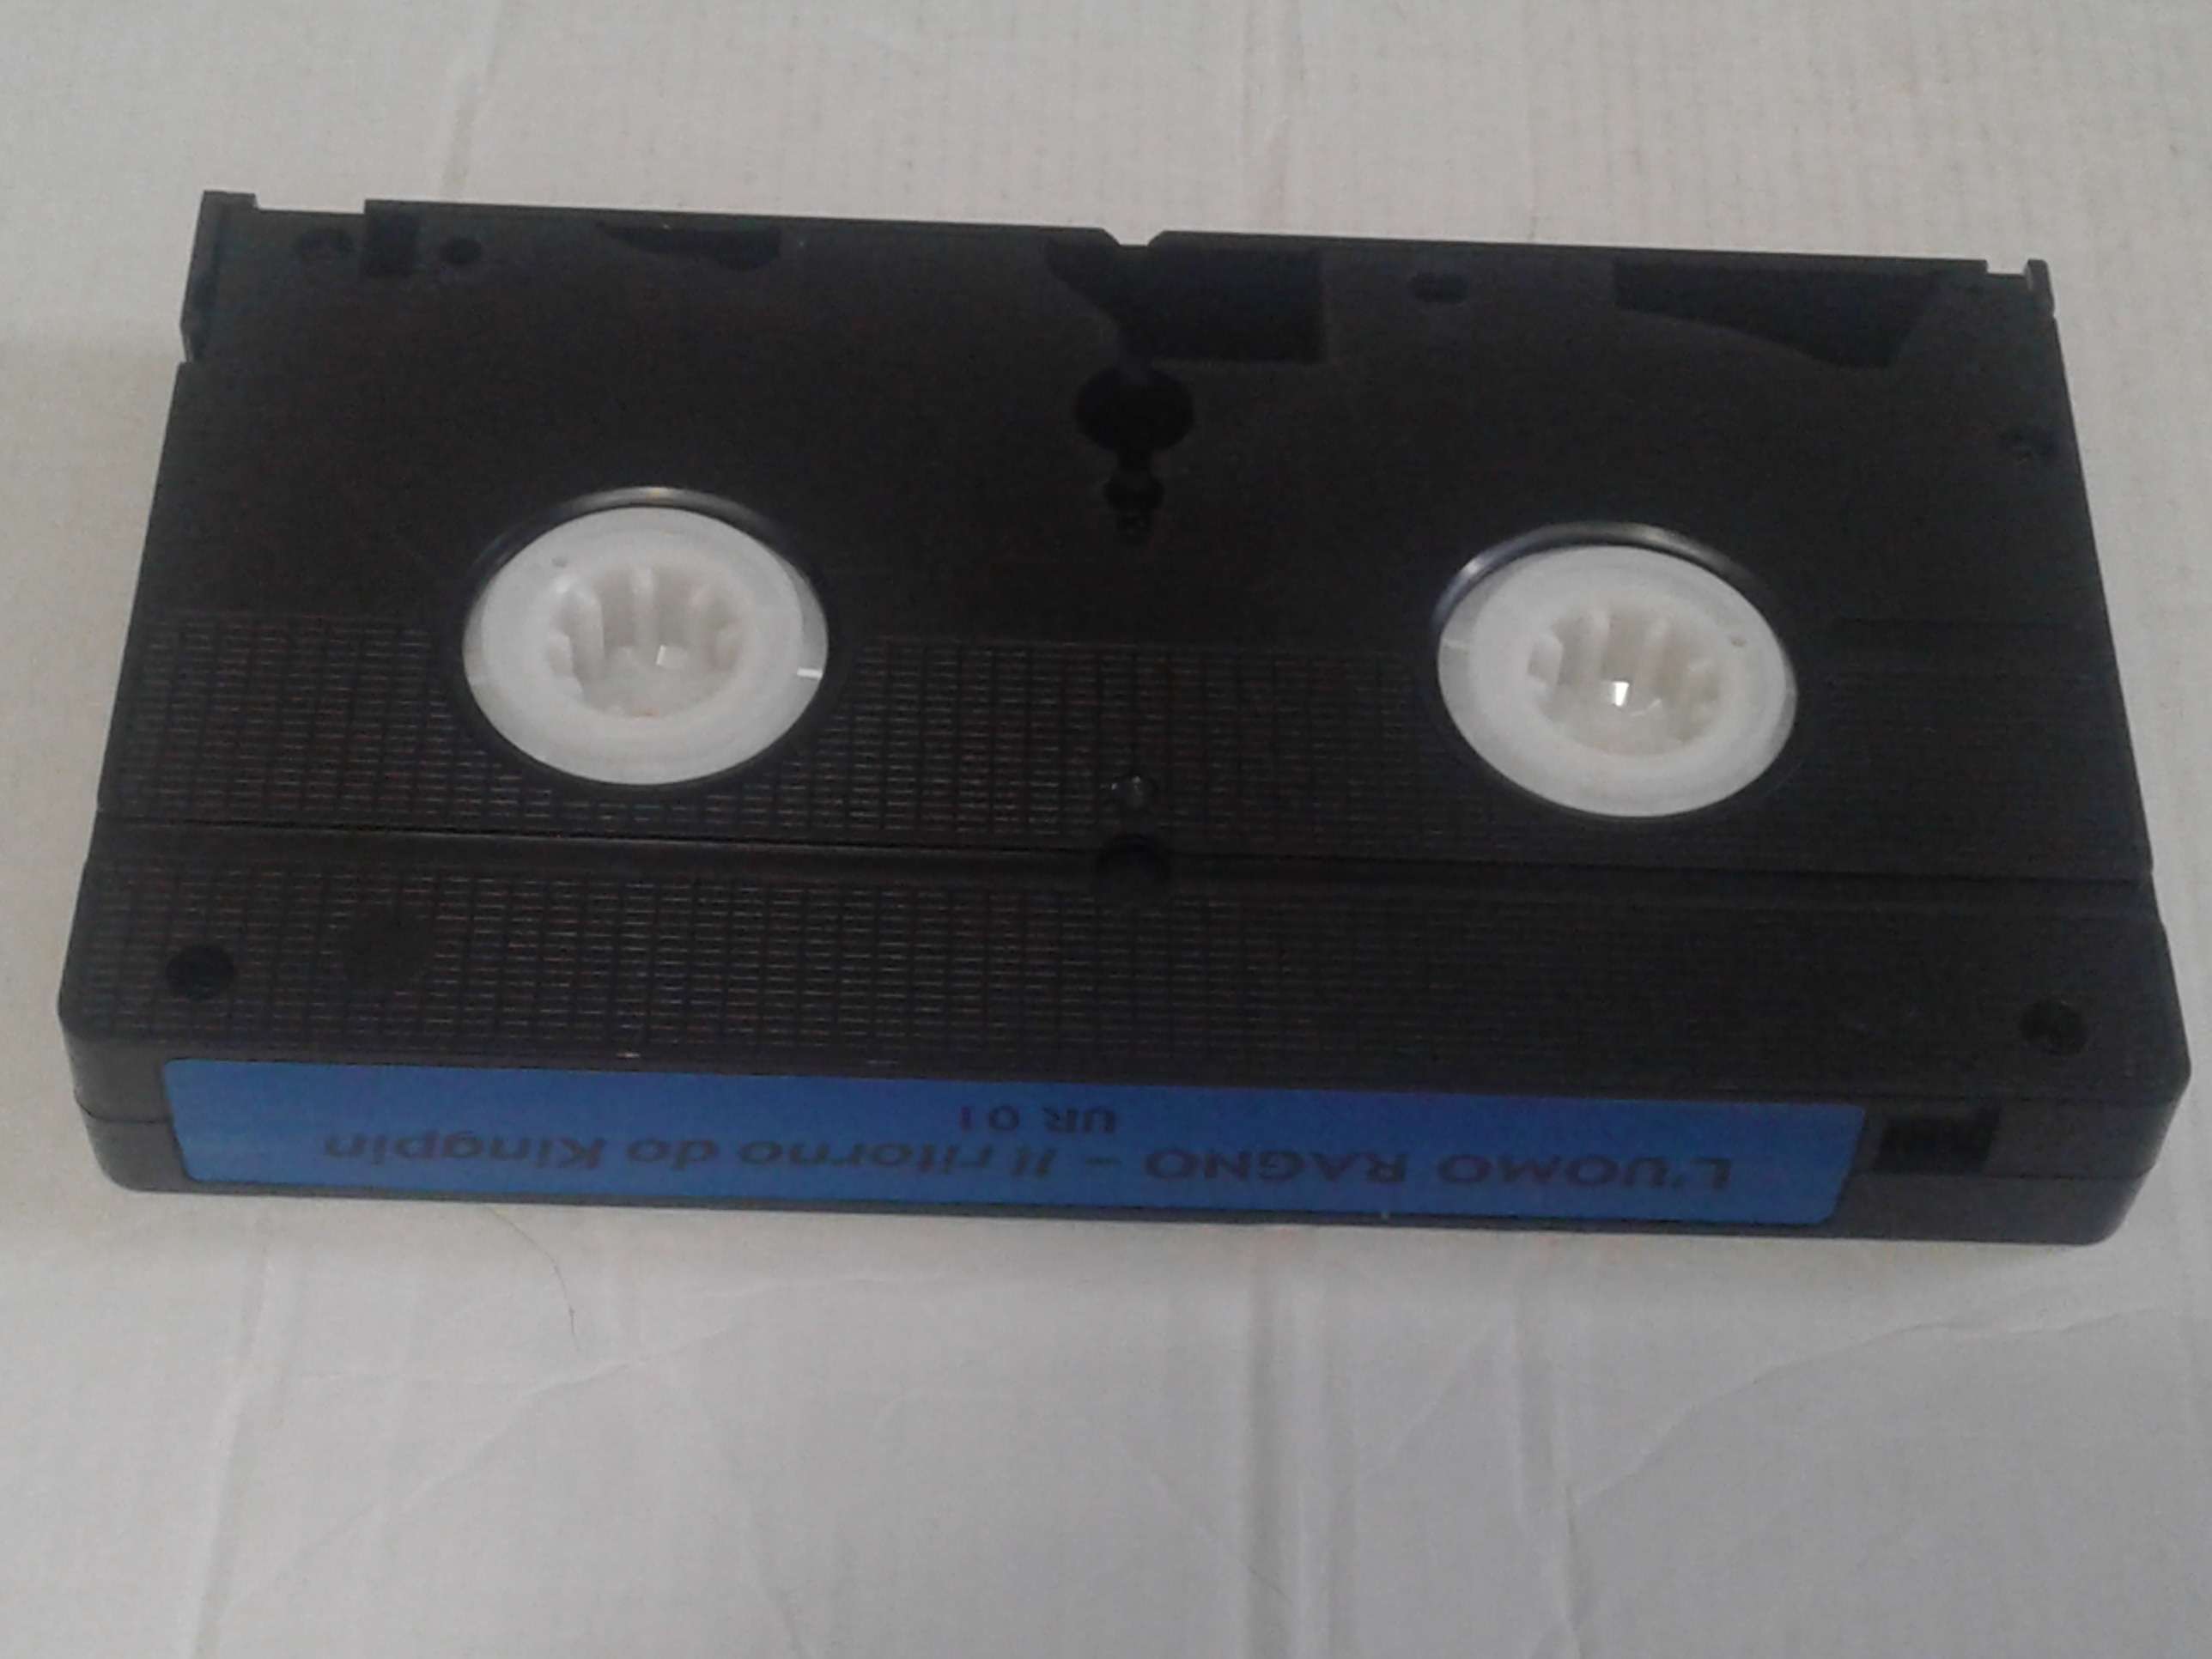 L'UOMO RAGNO - Il ritorno do Kingpin
UR 01